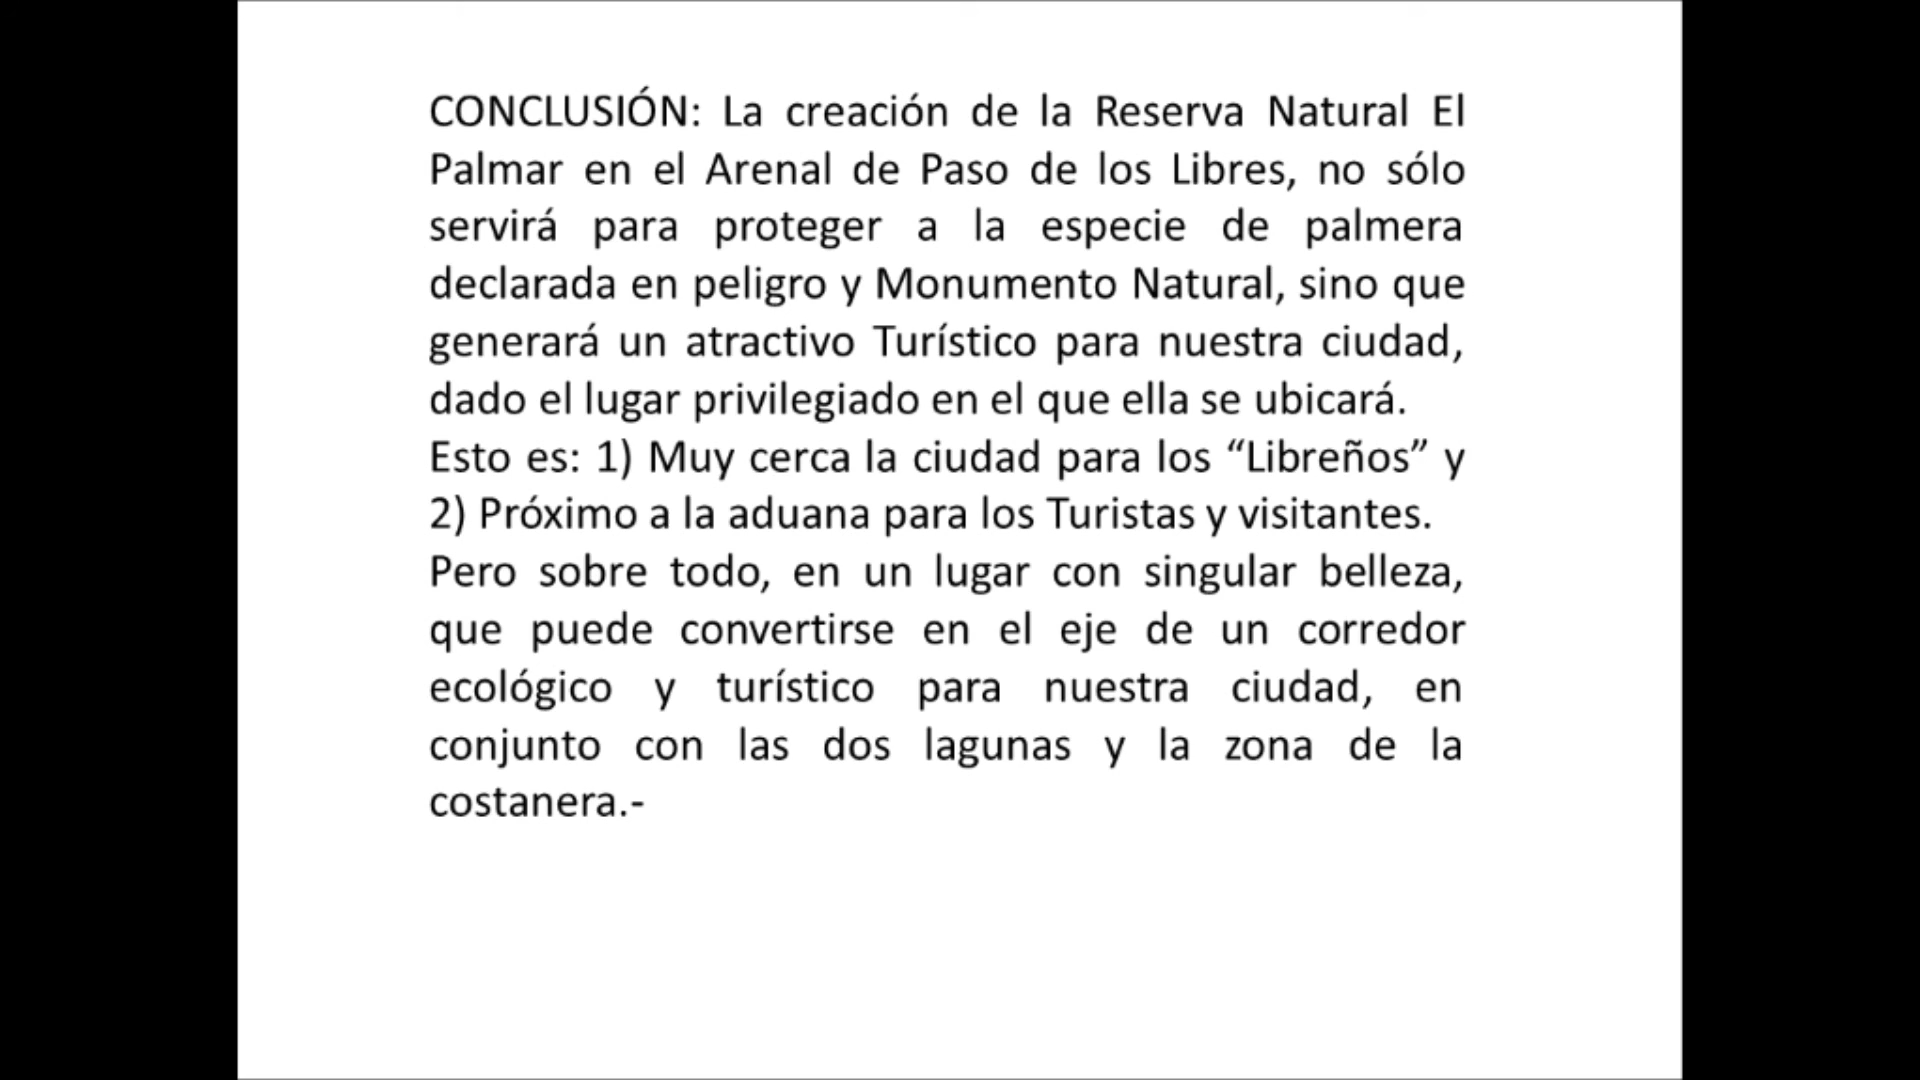 CONCLUSIÓN: La creación de la Reserva Natural El
Palmar en el Arenal de Paso de los Libres, no sólo
servirá para proteger a la especie de palmera
declarada en peligro y Monumento Natural, sino que
generará un atractivo Turístico para nuestra ciudad,
dado el lugar privilegiado en el que ella se ubicará.
Esto es: 1) Muy cerca la ciudad para los “Libreños” y
2) Próximo a la aduana para los Turistas y visitantes.
Pero sobre todo, en un lugar con singular belleza,
que puede convertirse en el eje de un corredor
ecológico y turístico para nuestra ciudad, en
conjunto con las dos lagunas y la zona de la
costanera.-